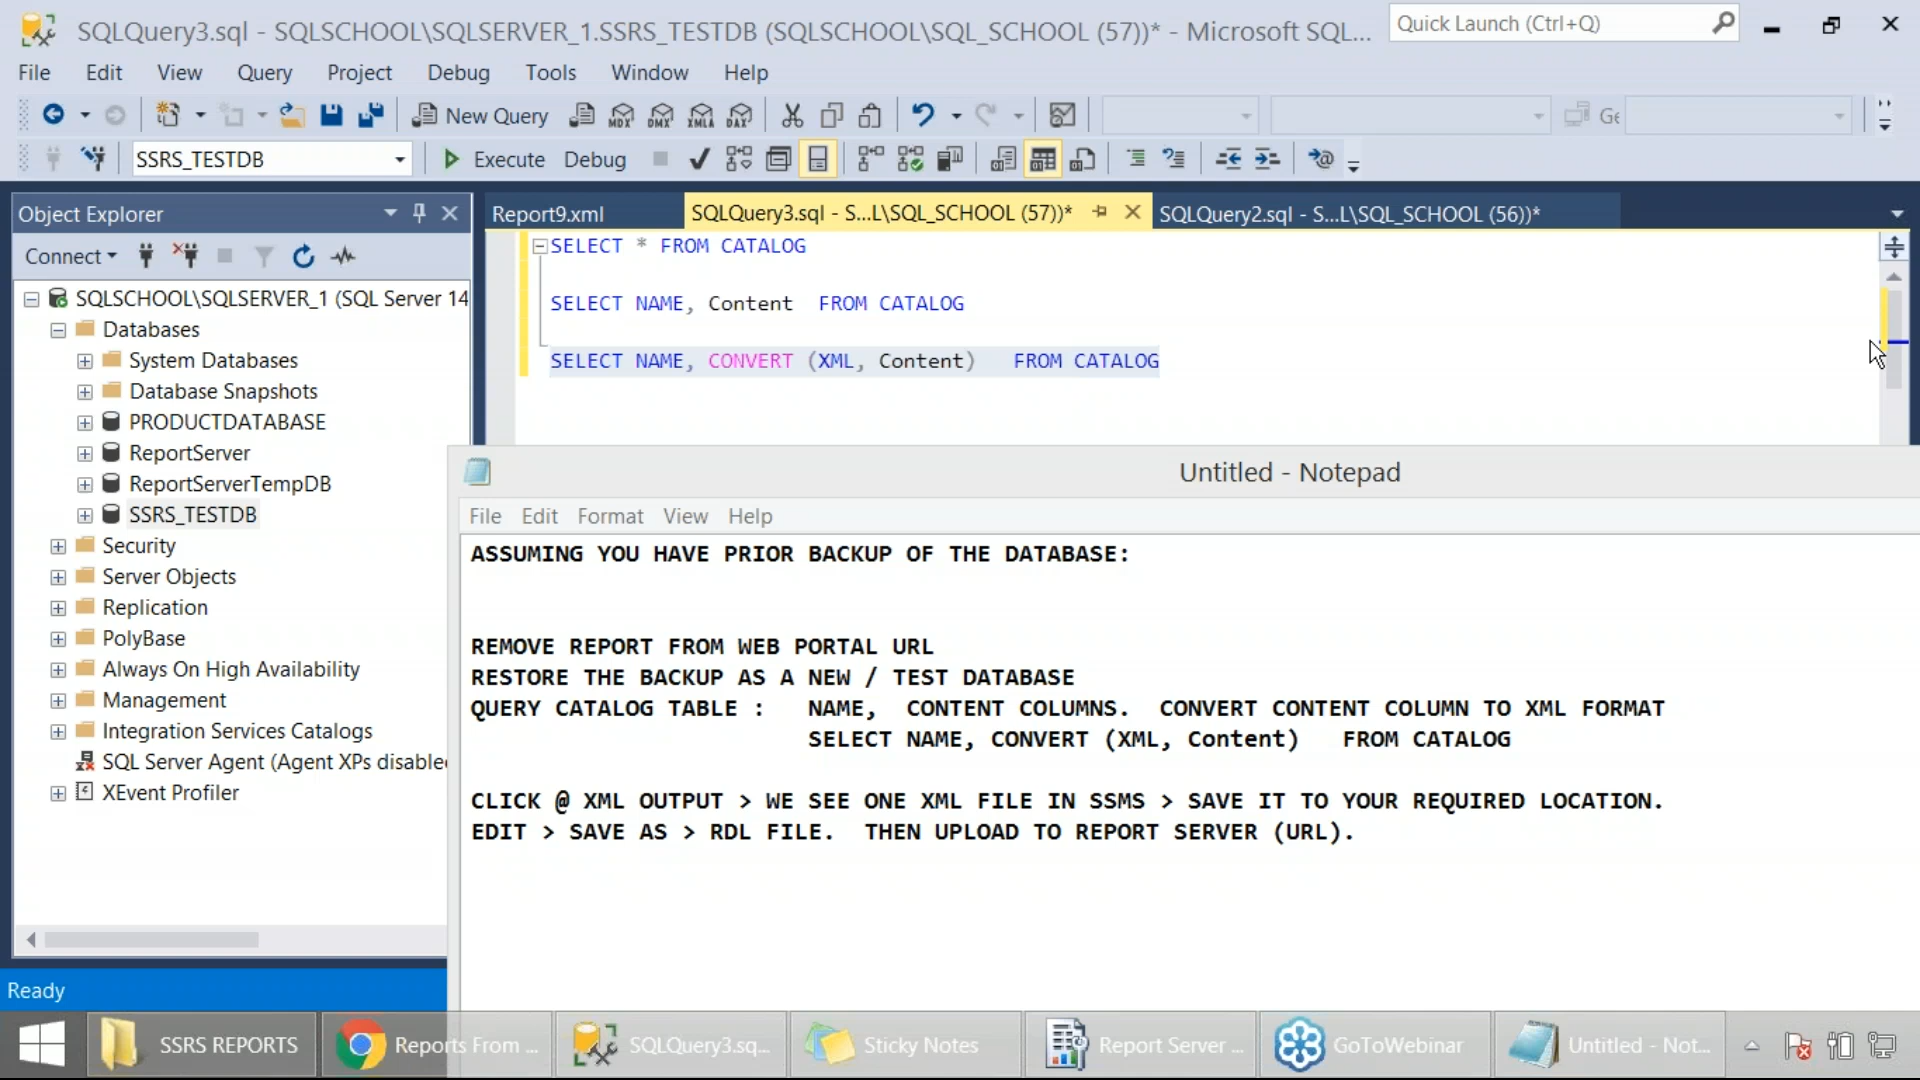 SQLQuery3.sql - SQLSCHOOL\SQLSERVER_1.SSRS_TESTDB (SQLSCHOOL\SQL_SCHOOL (57))* - Microsoft SQL...
Quick Launch (Ctrl+Q)
File Edit View Query Project Debug Tools Window Help
New Query MDX DMX XMLA DAX Ge
SSRS_TESTDB Execute Debug
Object Explorer
Report9.xml SQLQuery3.sql - S...L\SQL_SCHOOL (57))* SQLQuery2.sql - S...L\SQL_SCHOOL (56))*
Connect
SQLSCHOOL\SQLSERVER_1 (SQL Server 14
Databases
System Databases
Database Snapshots
PRODUCTDATABASE
ReportServer
ReportServerTempDB
SSRS_TESTDB
Security
Server Objects
Replication
PolyBase
Always On High Availability
Management
Integration Services Catalogs
SQL Server Agent (Agent XPs disable
XEvent Profiler
SELECT * FROM CATALOG
SELECT NAME, Content  FROM CATALOG
SELECT NAME, CONVERT (XML, Content)   FROM CATALOG
Untitled - Notepad
File Edit Format View Help
ASSUMING YOU HAVE PRIOR BACKUP OF THE DATABASE:
REMOVE REPORT FROM WEB PORTAL URL
RESTORE THE BACKUP AS A NEW / TEST DATABASE
QUERY CATALOG TABLE :   NAME,  CONTENT COLUMNS.  CONVERT CONTENT COLUMN TO XML FORMAT
SELECT NAME, CONVERT (XML, Content)   FROM CATALOG
CLICK @ XML OUTPUT > WE SEE ONE XML FILE IN SSMS > SAVE IT TO YOUR REQUIRED LOCATION.
EDIT > SAVE AS > RDL FILE.  THEN UPLOAD TO REPORT SERVER (URL).
Ready
SSRS REPORTS Reports From ... SQLQuery3.sq... Sticky Notes Report Server ... GoToWebinar Untitled - Not...